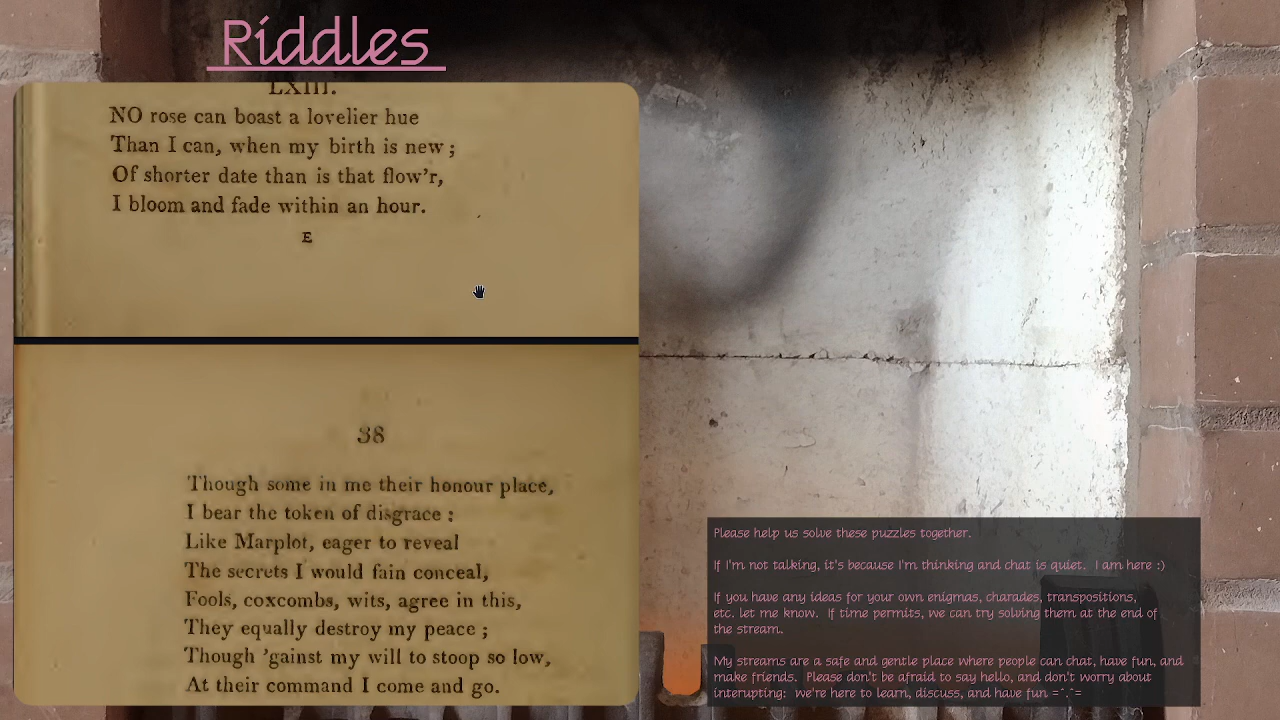 Riddles
LXIII.
NO rose can boast a lovelier hue
Than I can, when my birth is new;
Of shorter date than is that flow'r,
I bloom and fade within an hour.
E
38
Though some in me their honour place,
I bear the token of disgrace:
Like Marplot, eager to reveal
The secrets I would fain conceal,
Fools, coxcombs, wits, agree in this,
They equally destroy my peace;
Though 'gainst my will to stoop so low,
At their command I come and go.
Please help us solve these puzzles together.
If I'm not talking, it's because I'm thinking and chat is quiet. I am here :)
If you have any ideas for your own enigmas, charades, transpositions,
etc. let me know. If time permits, we can try solving them at the end of
the stream.
My streams are a safe and gentle place where people can chat, have fun, and
make friends. Please don't be afraid to say hello, and don't worry about
interupting: we're here to learn, discuss, and have fun =^.^=